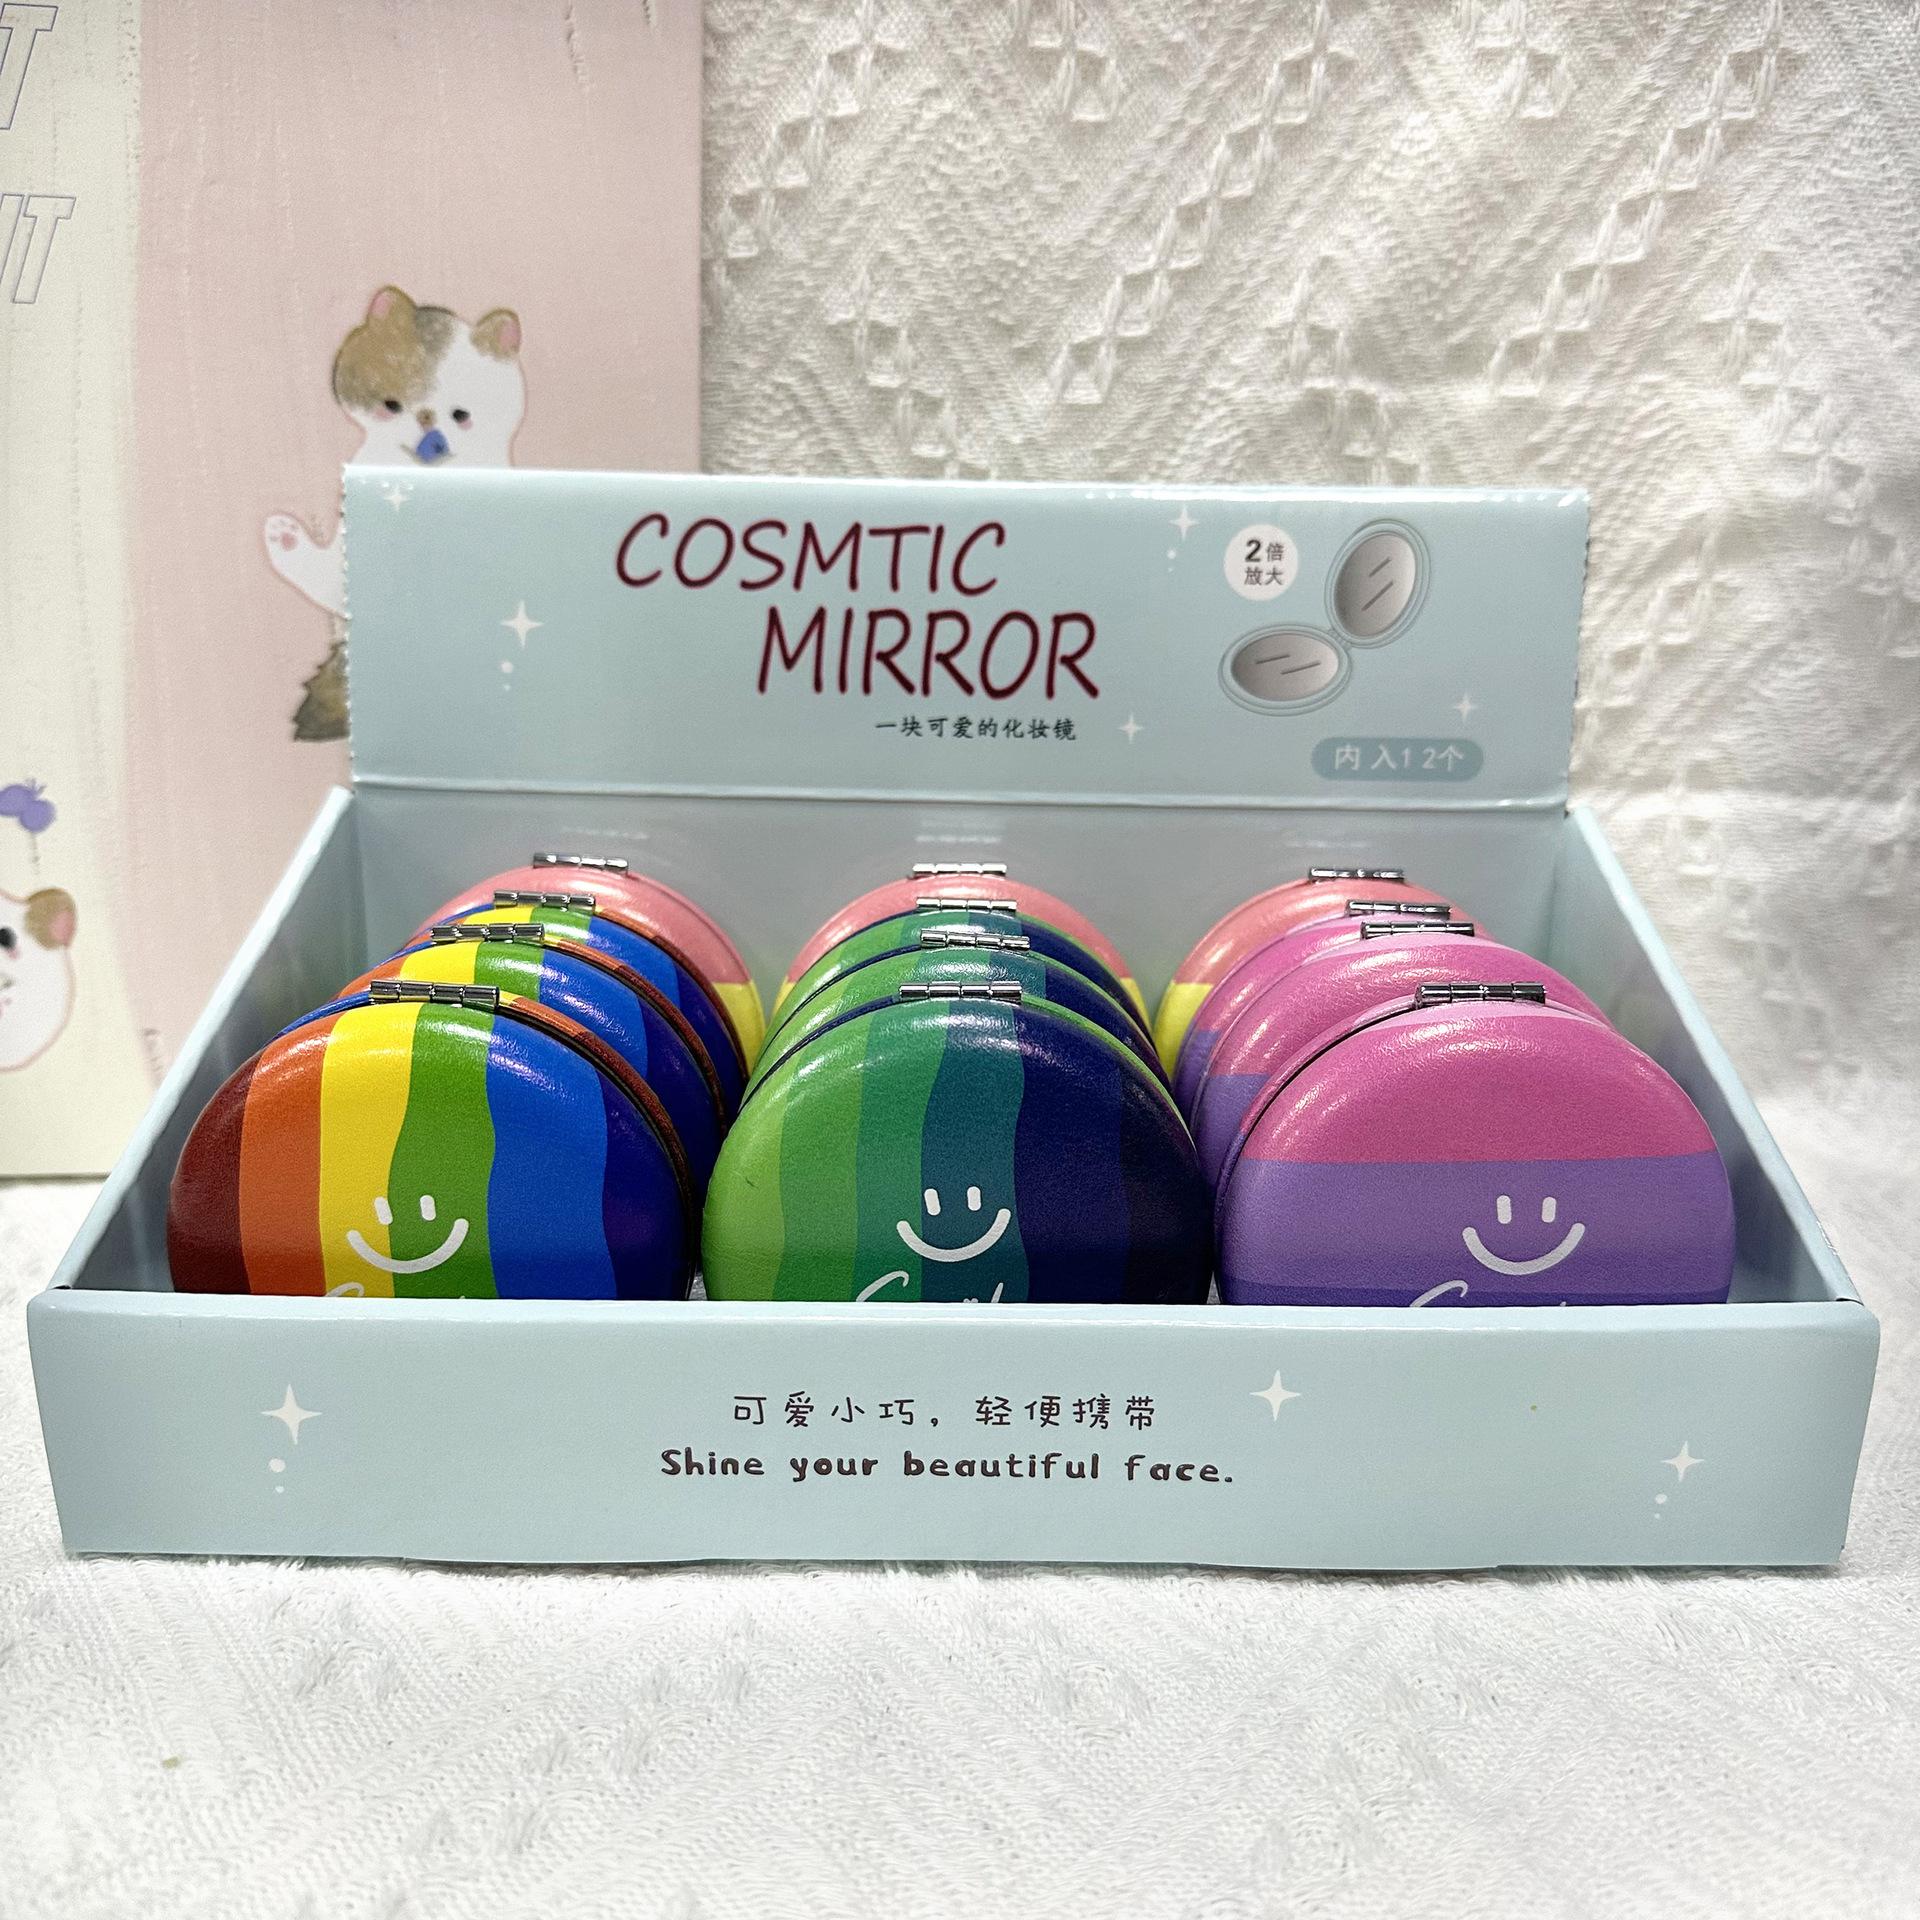 COSMTIC
MIRROR
一块可爱的化妆镜
2倍
放大
内入12个
可爱小巧，轻便携带
Shine your beautiful face.